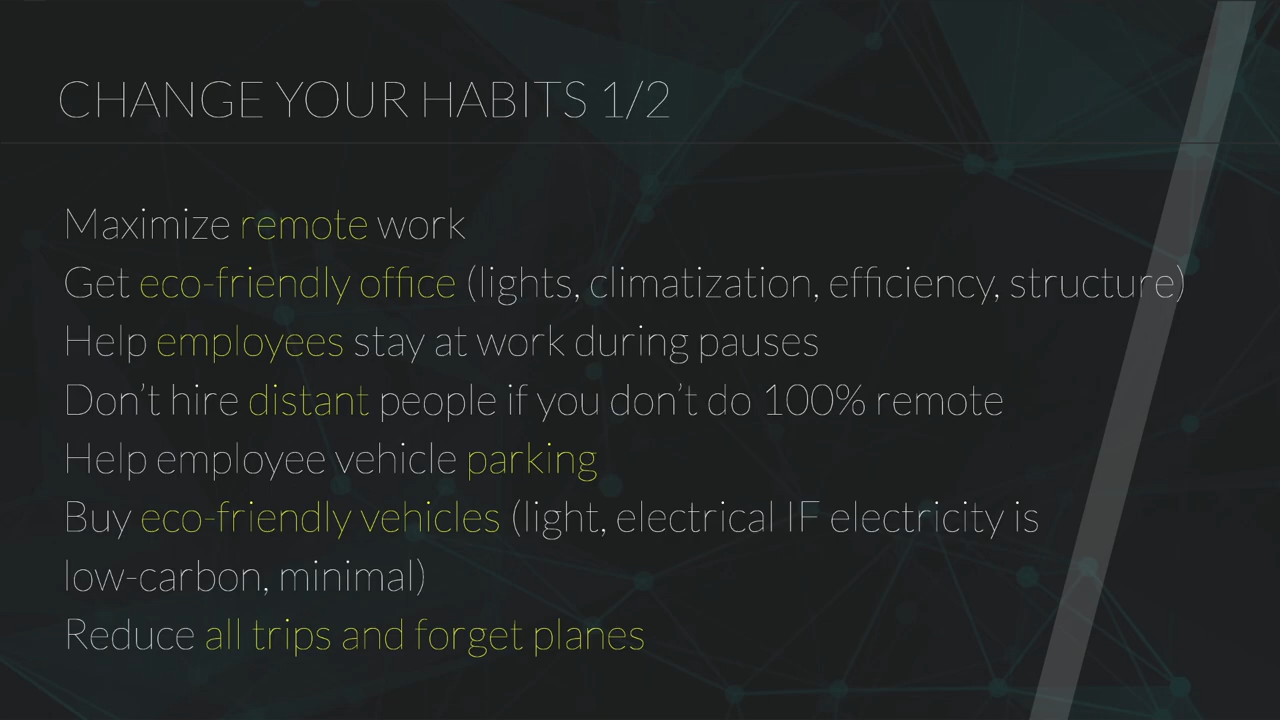 CHANGE YOUR HABITS 1/2
Maximize remote work
Get eco-friendly office (lights, climatization, efficiency, structure)
Help employees stay at work during pauses
Don't hire distant people if you don't do 100% remote
Help employee vehicle parking
Buy eco-friendly vehicles (light, electrical IF electricity is
low-carbon, minimal)
Reduce all trips and forget planes